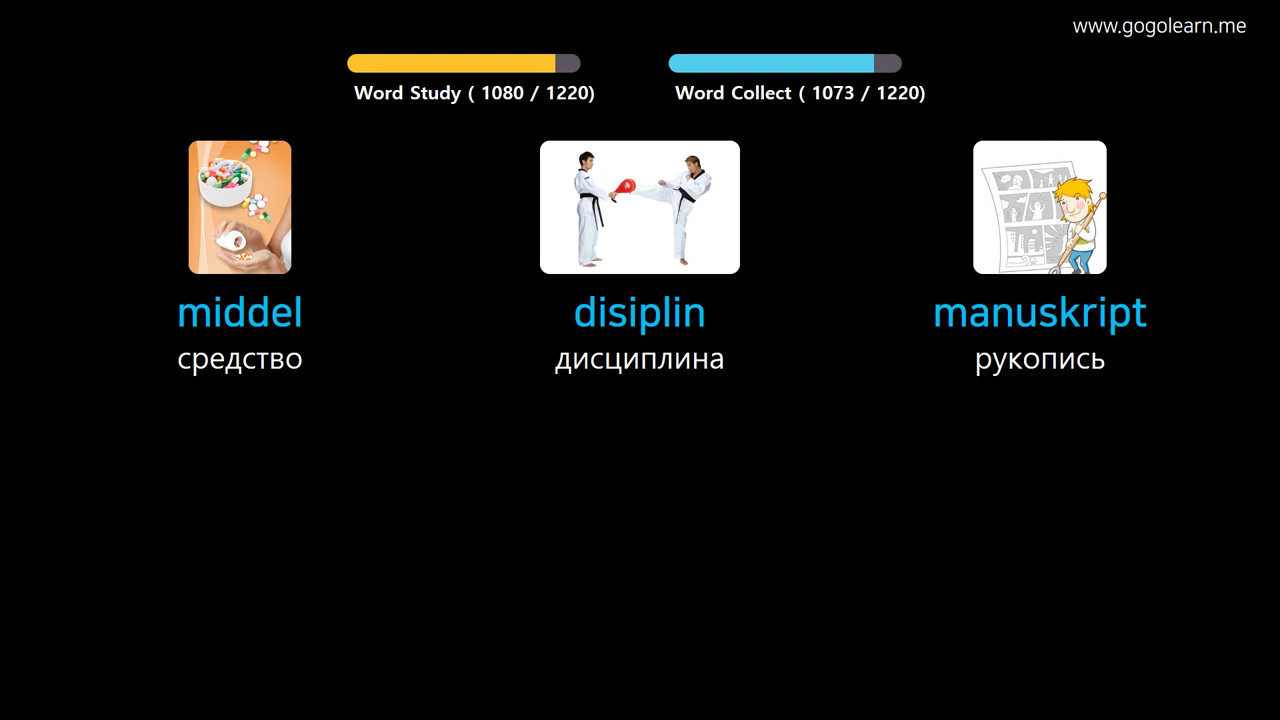 www.gogolearn.me
Word Study ( 1080 / 1220)
Word Collect ( 1073 / 1220)
middel
disiplin
manuskript
средство
дисциплина
рукопись